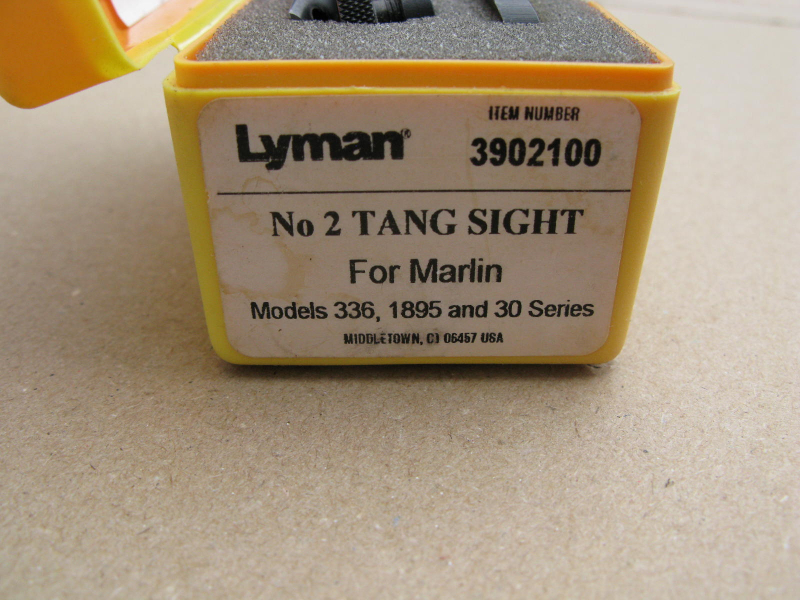 ITEM NUMBER
Lyman® 3902100
No 2 TANG SIGHT
For Marlin
Models 336, 1895 and 30 Series
MIDDLETOWN, CT 06457 USA